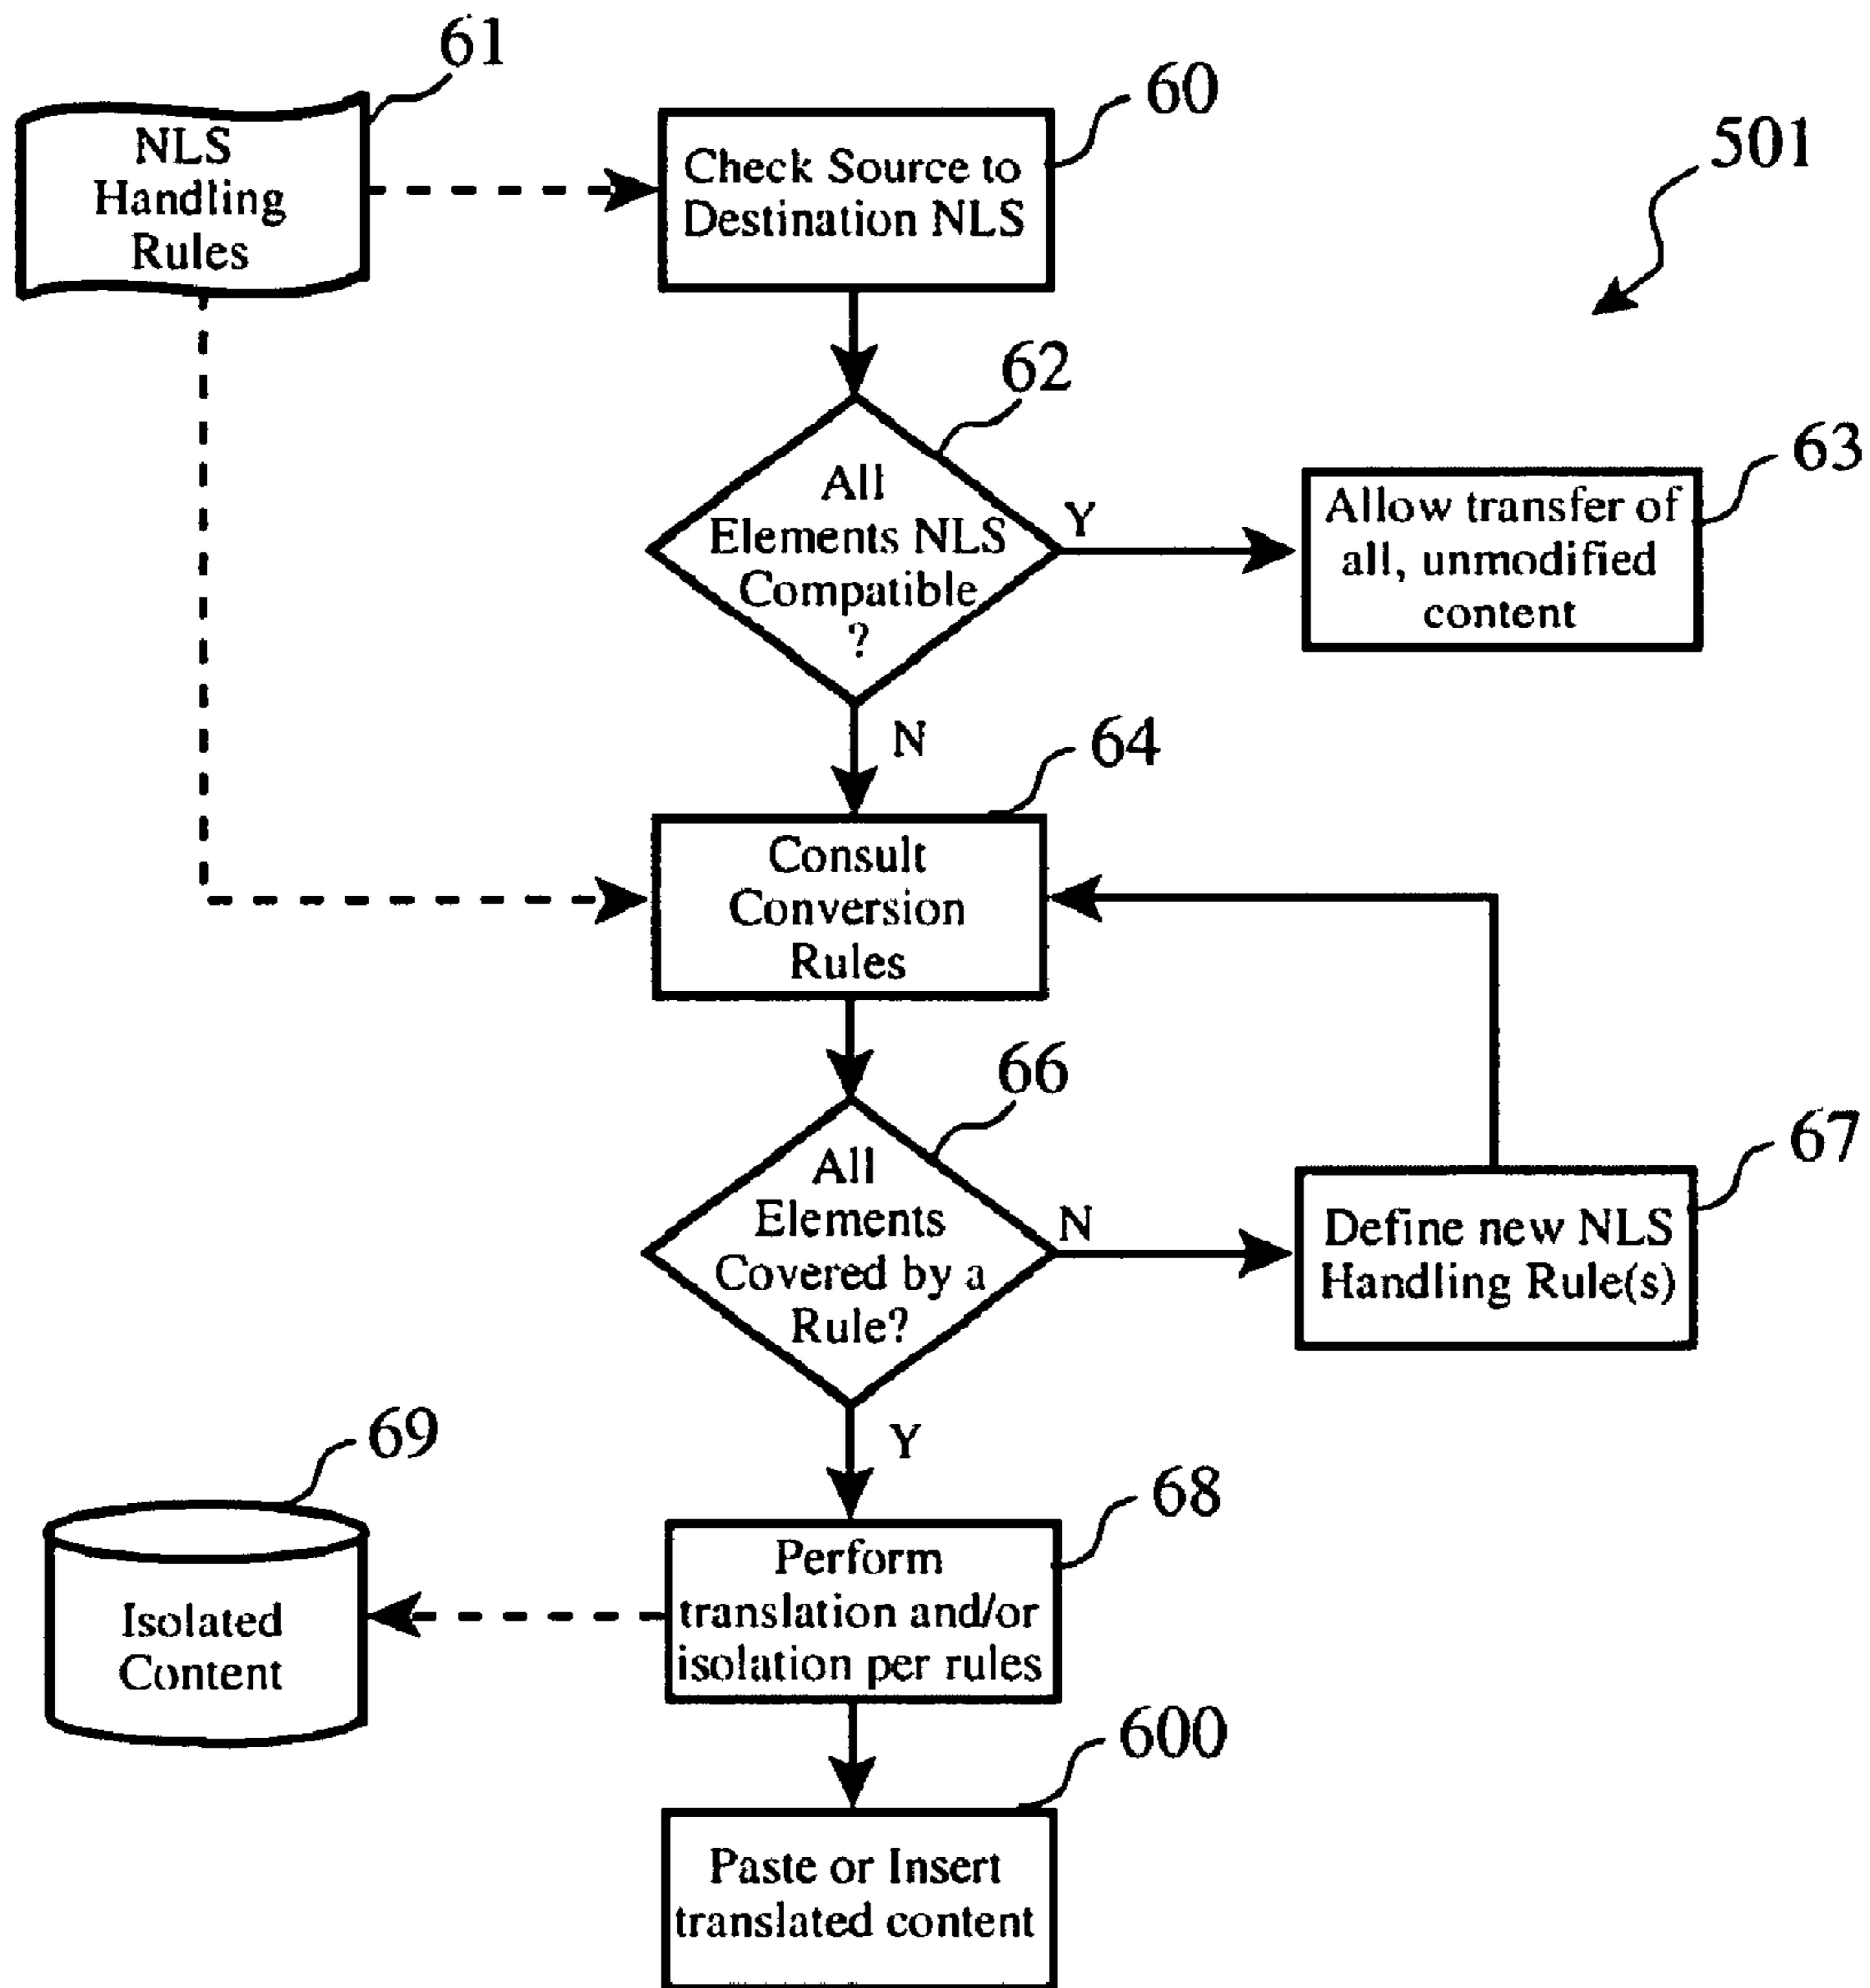 61
NLS
Handling
Rules
60
Check Source to
Destination NLS
501
62
All
Elements NLS
Compatible
?
Y
63
Allow transfer of
all, unmodified
content
N
64
Consult
Conversion
Rules
66
All
Elements
Covered by a
Rule?
N
67
Define new NLS
Handling Rule(s)
Y
69
Isolated
Content
68
Perform
translation and/or
isolation per rules
600
Paste or Insert
translated content